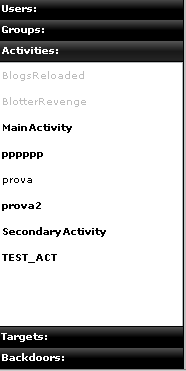 Users:
Groups:
Activities:
BlogsReloaded
BlotterRevenge
MainActivity
pppppp
prova
prova2
SecondaryActivity
TEST_ACT
Targets:
Backdoors: